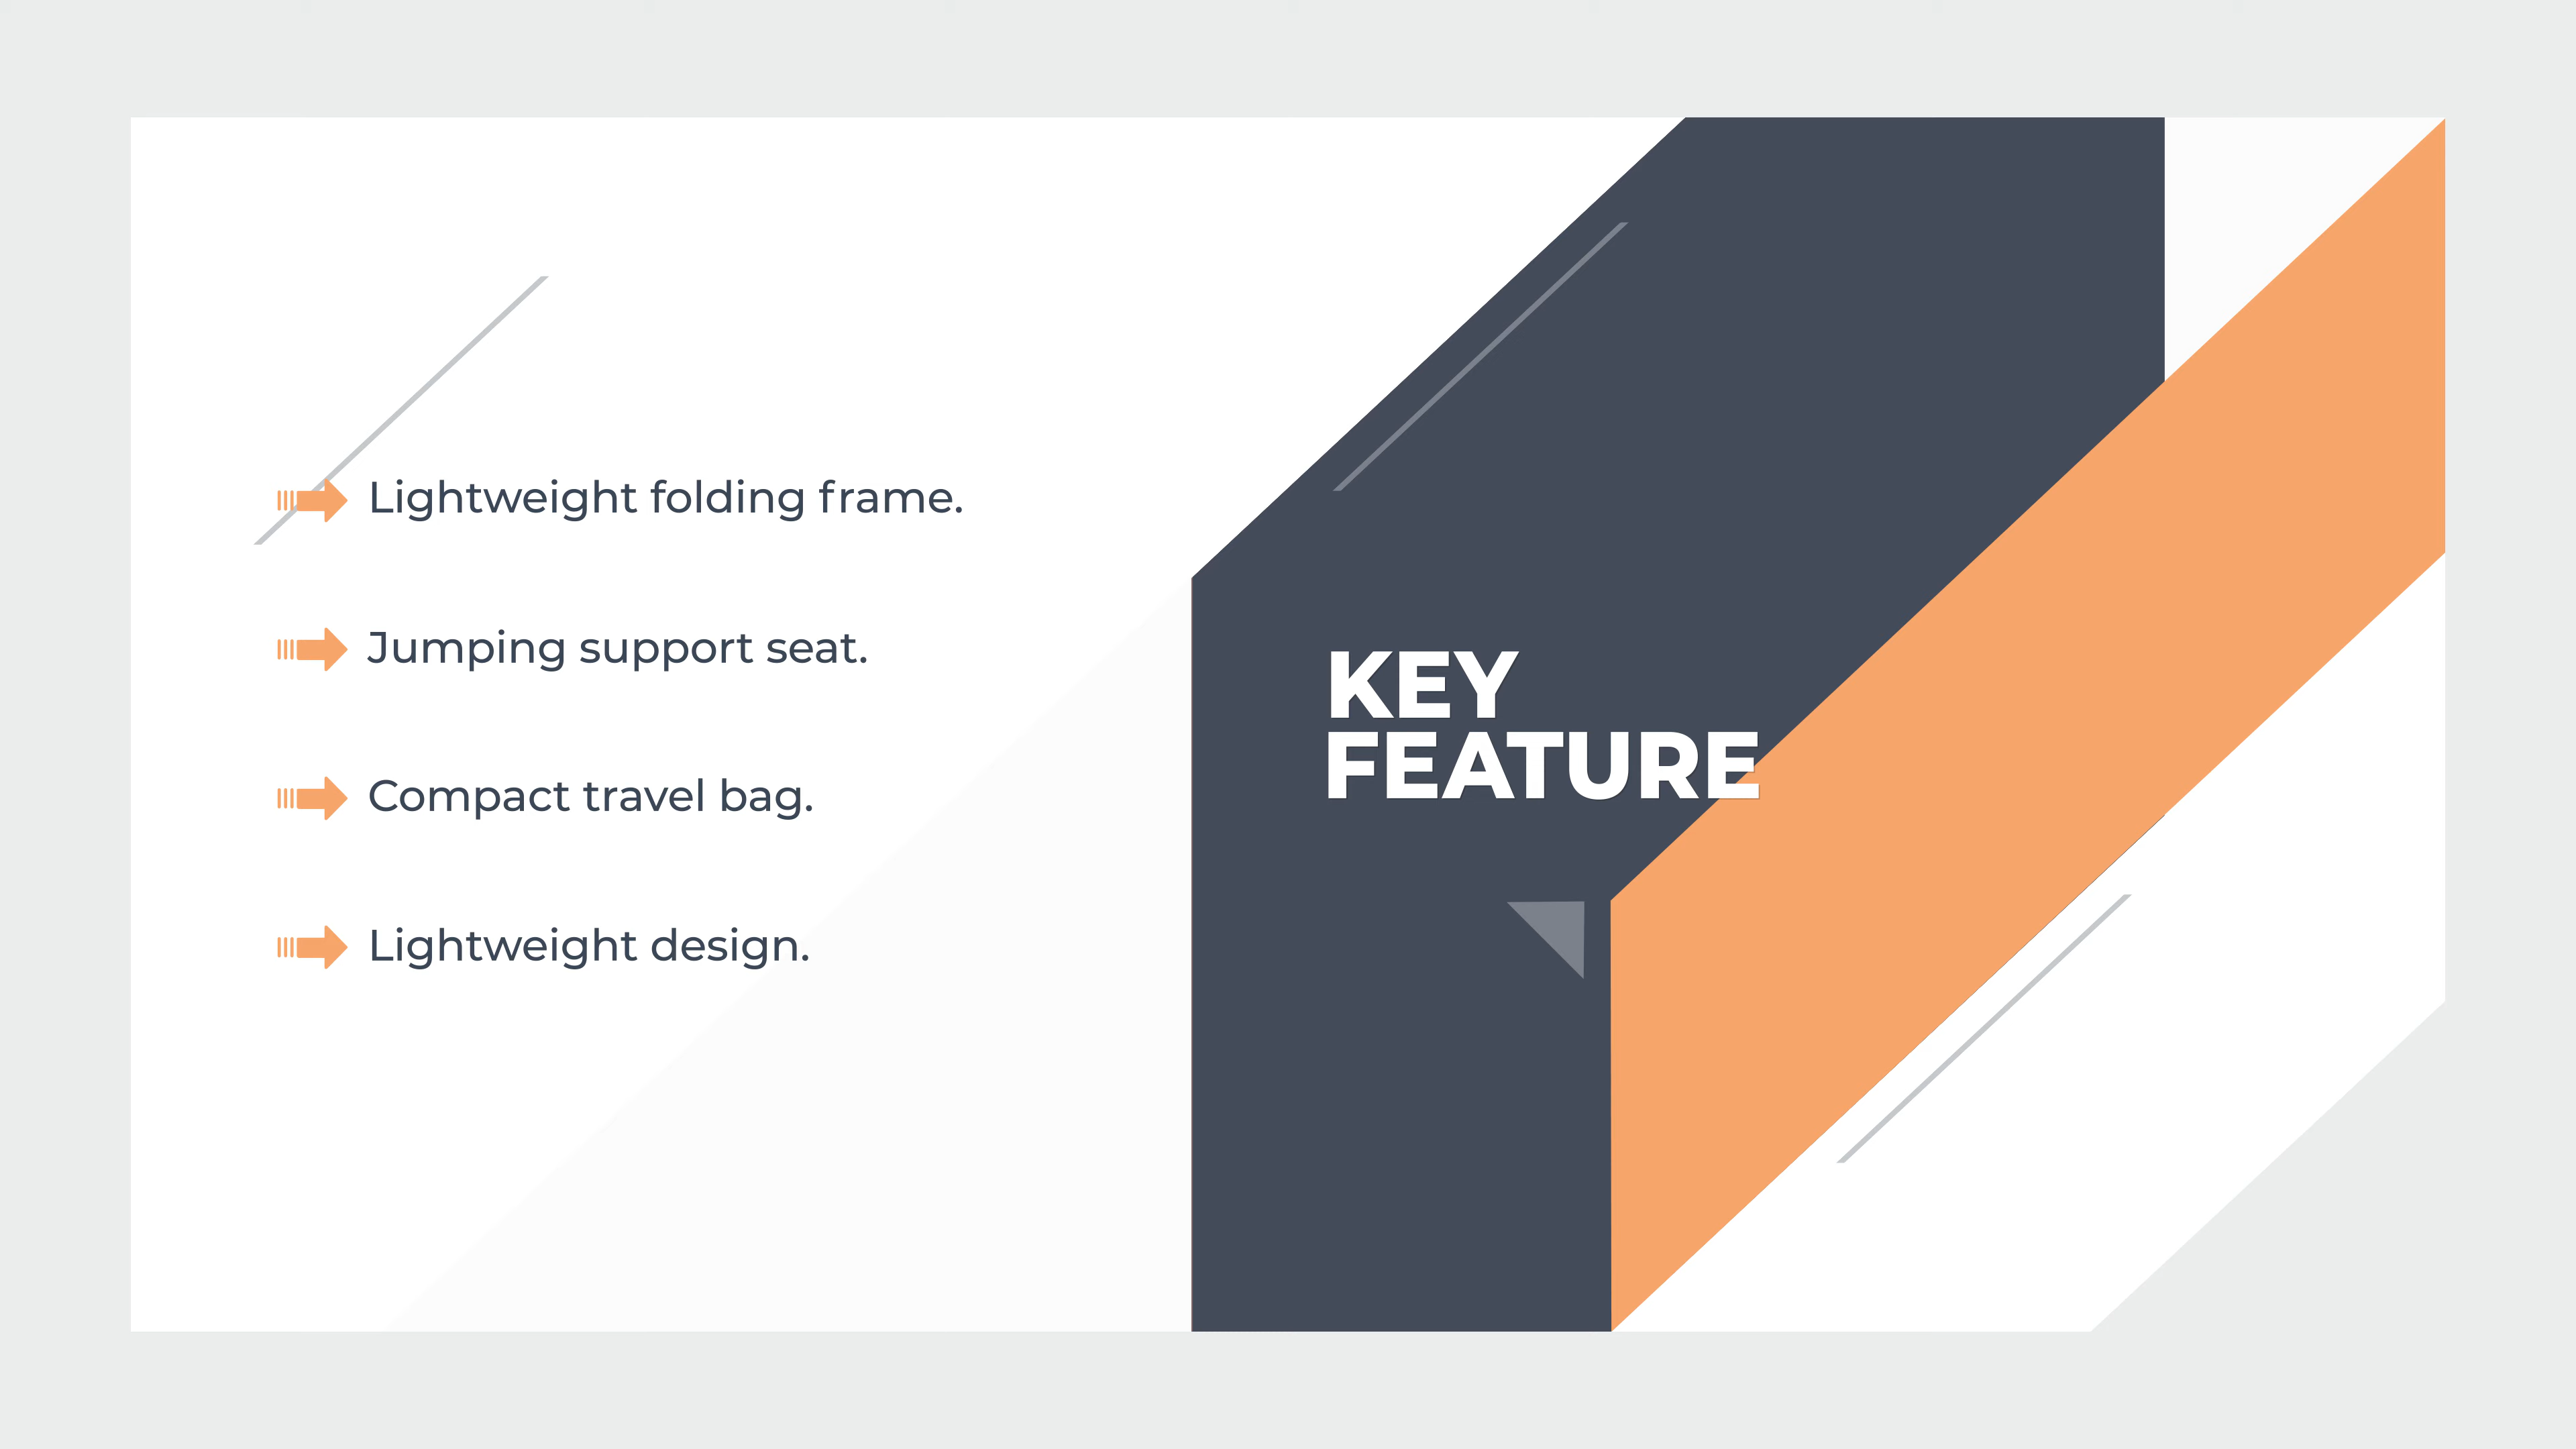 Lightweight folding frame.
Jumping support seat.
Compact travel bag.
Lightweight design.
KEY
FEATURE